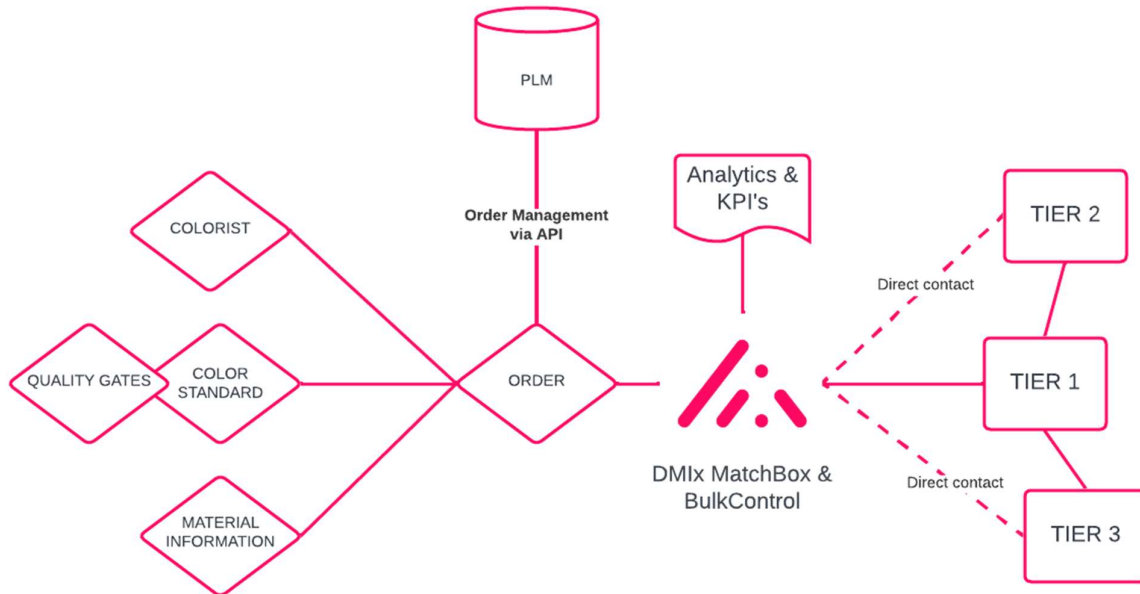 PLM
Order Management
via API
Analytics &
KPI's
COLORIST
TIER 2
Direct contact
QUALITY GATES
COLOR
STANDARD
ORDER
TIER 1
DMIx MatchBox &
BulkControl
Direct contact
MATERIAL
INFORMATION
TIER 3